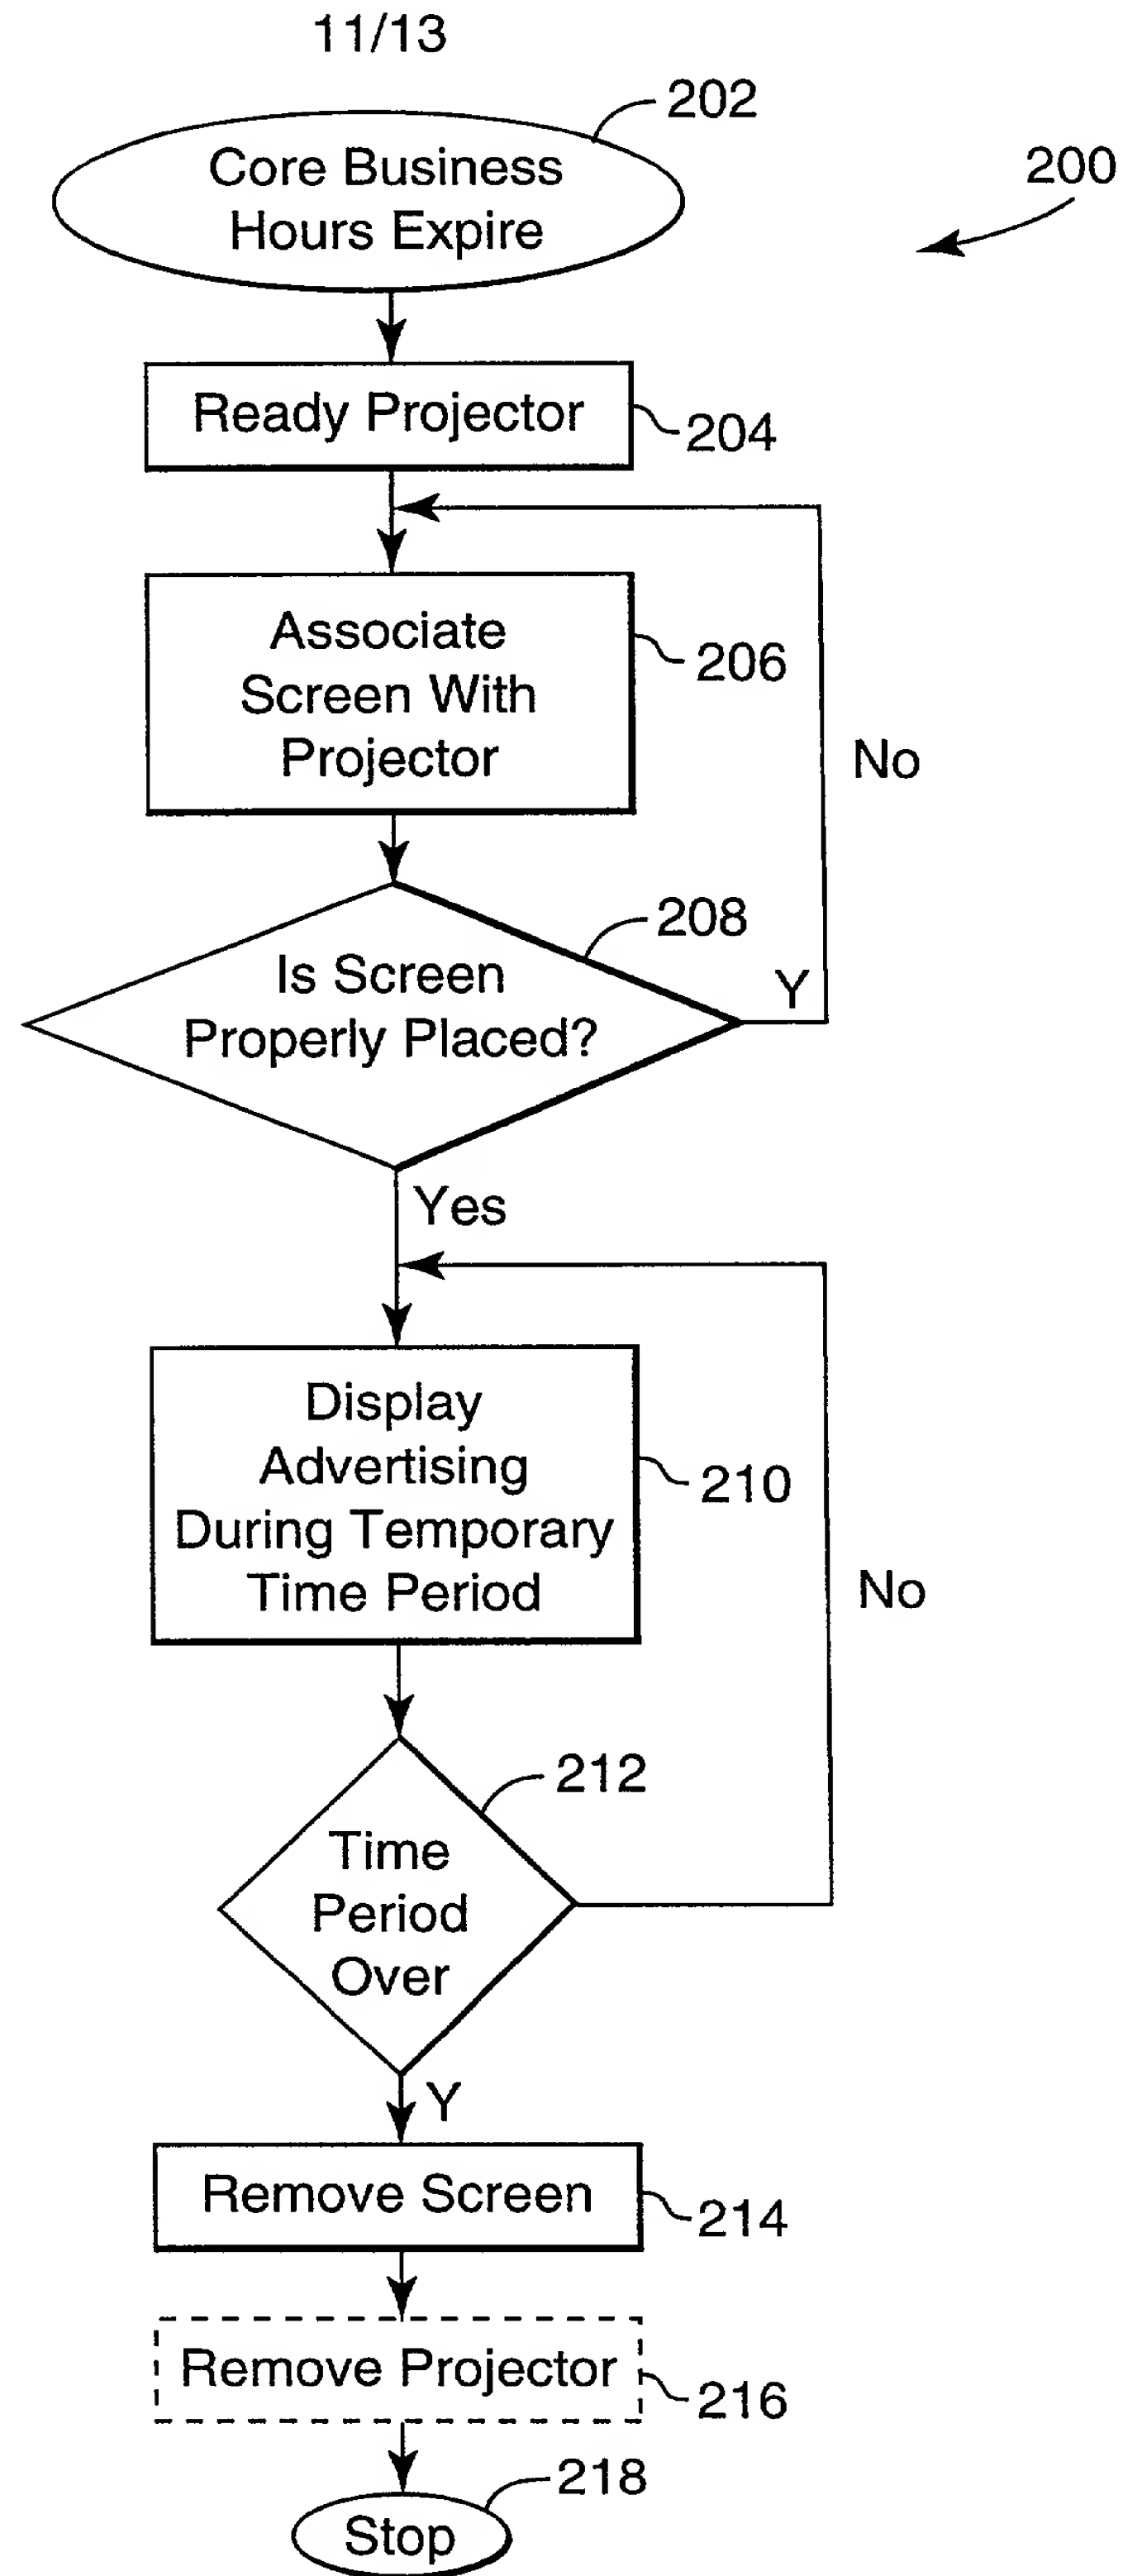 11/13
202
Core Business
Hours Expire
200
Ready Projector
204
Associate
Screen With
Projector
206
No
208
Is Screen
Properly Placed?
Y
Yes
Display
Advertising
During Temporary
Time Period
210
No
212
Time
Period
Over
Y
Remove Screen
214
Remove Projector
216
218
Stop